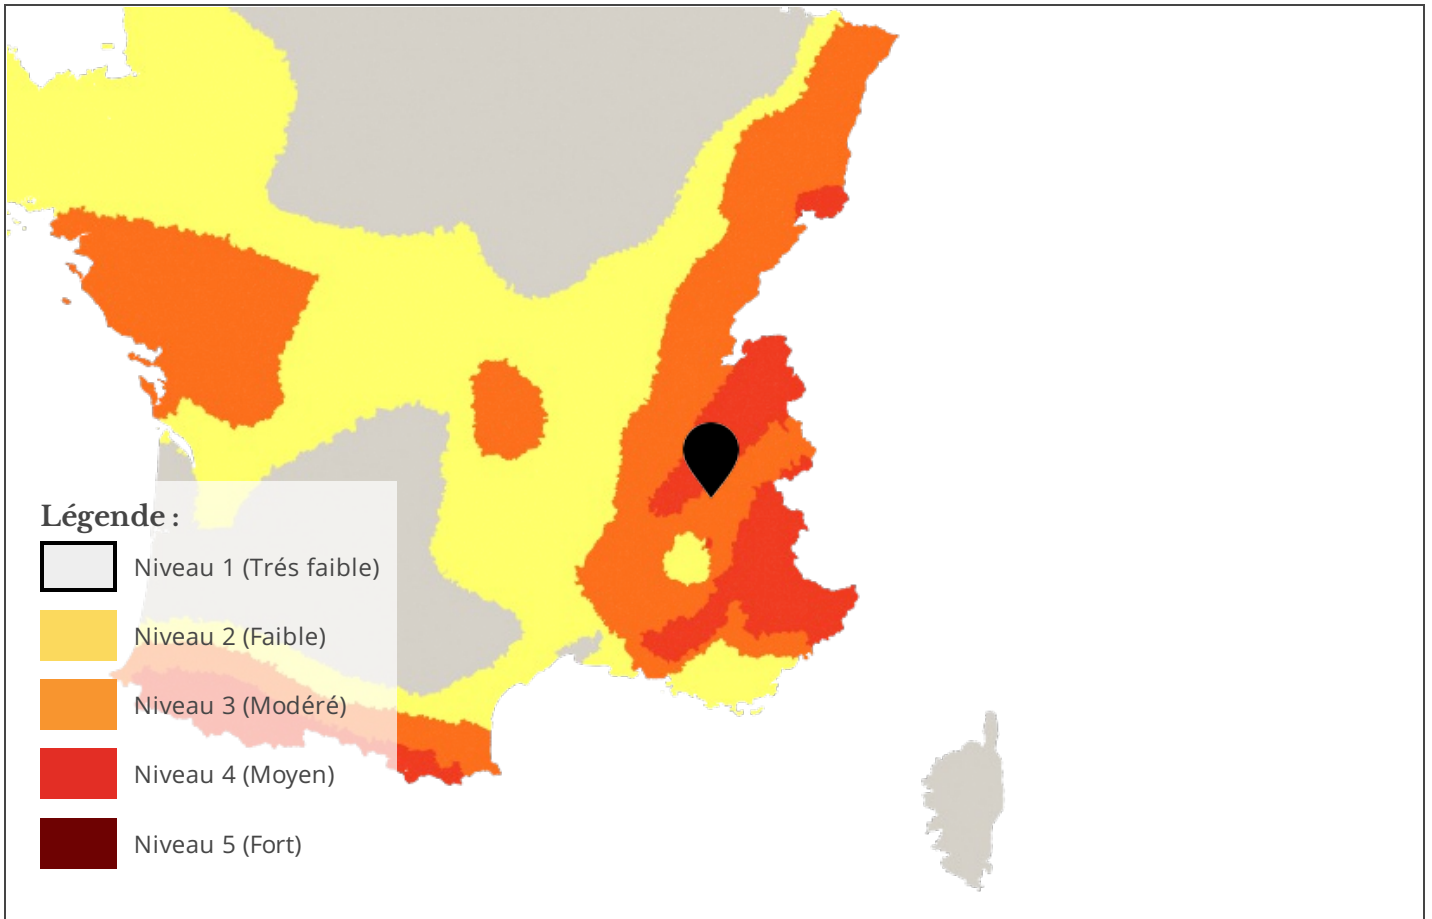 Légende :
Niveau 1 (Trés faible)
Niveau 2 (Faible)
Niveau 3 (Modéré)
Niveau 4 (Moyen)
Niveau 5 (Fort)